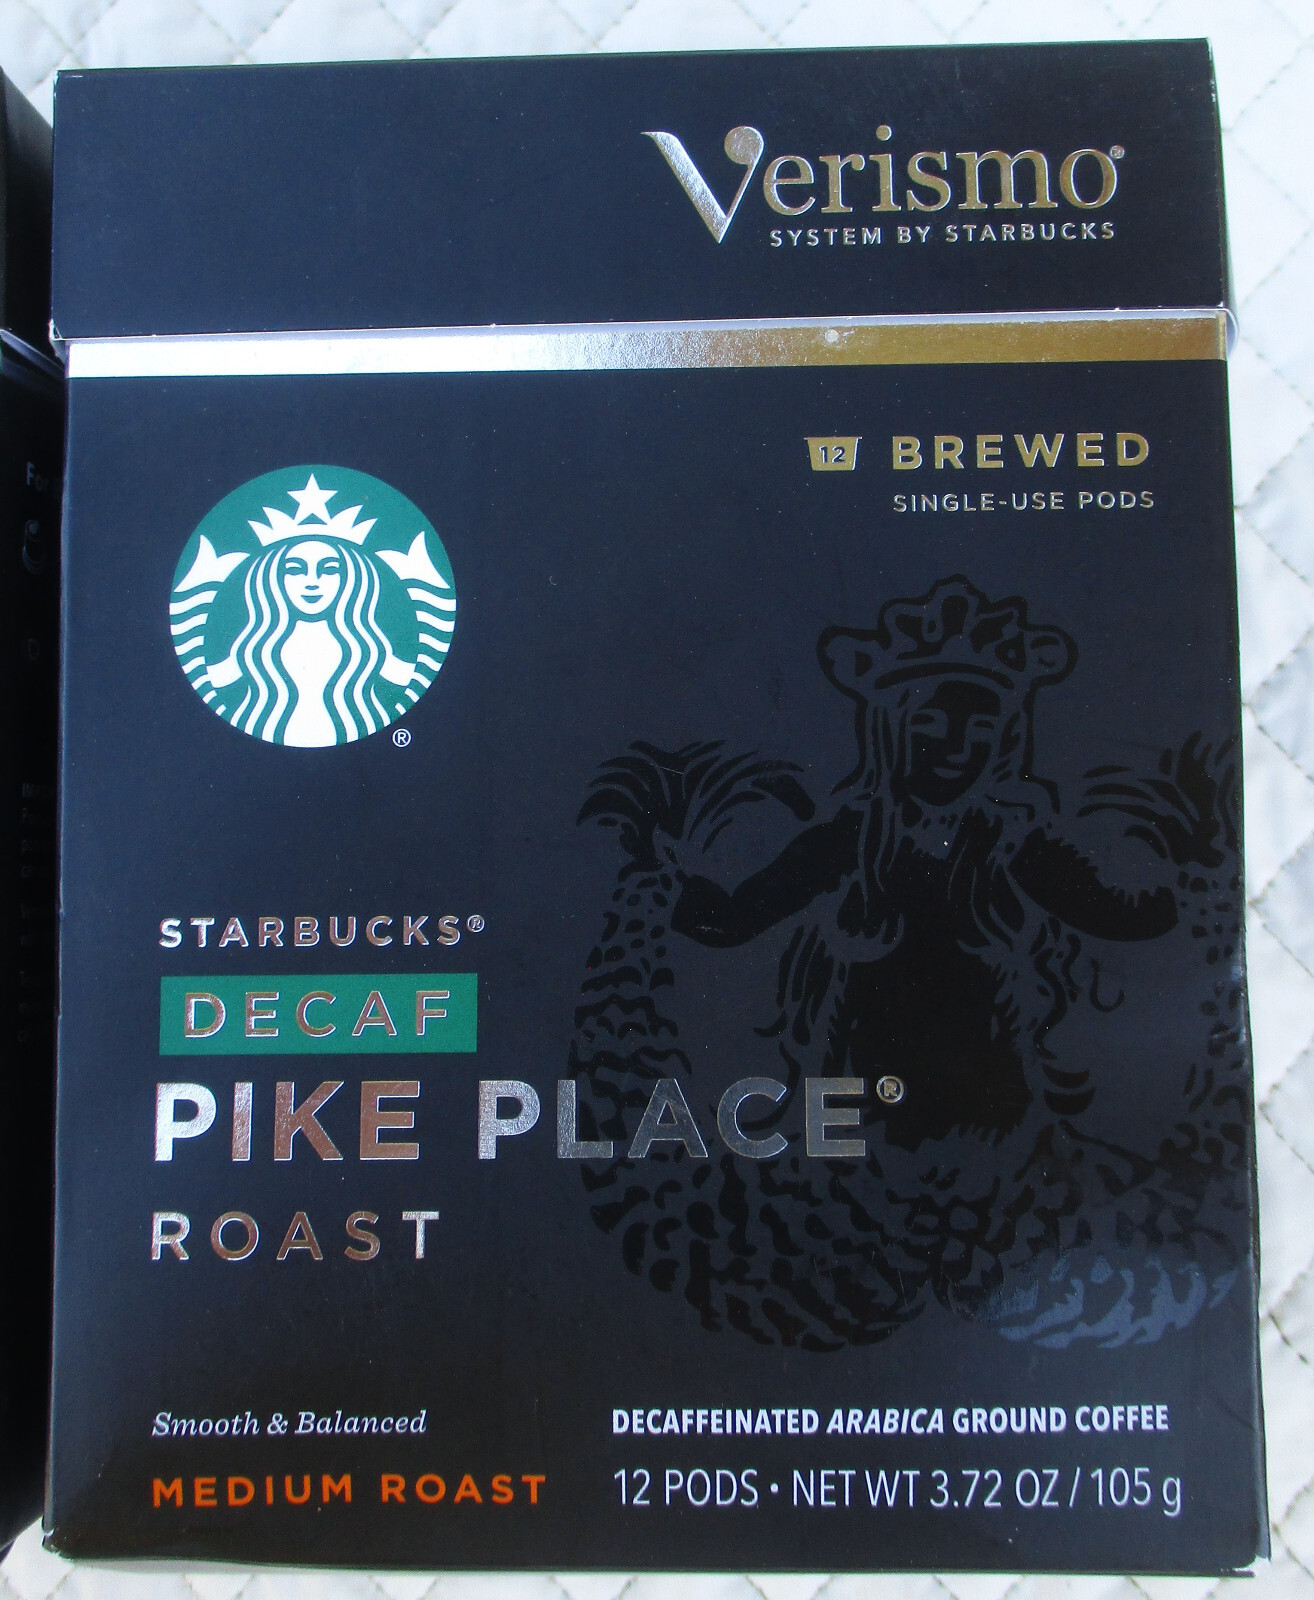 Verismo®
SYSTEM BY STARBUCKS
12 BREWED
SINGLE-USE PODS
®
STARBUCKS®
DECAF
PIKE PLACE®
ROAST
Smooth & Balanced
MEDIUM ROAST
DECAFFEINATED ARABICA GROUND COFFEE
12 PODS • NET WT 3.72 OZ / 105 g